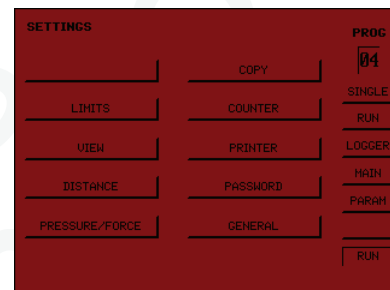 SETTINGS
PROG
04
COPY
SINGLE
LIMITS
COUNTER
RUN
VIEW
PRINTER
LOGGER
DISTANCE
PASSWORD
MAIN
PARAM
PRESSURE/FORCE
GENERAL
RUN